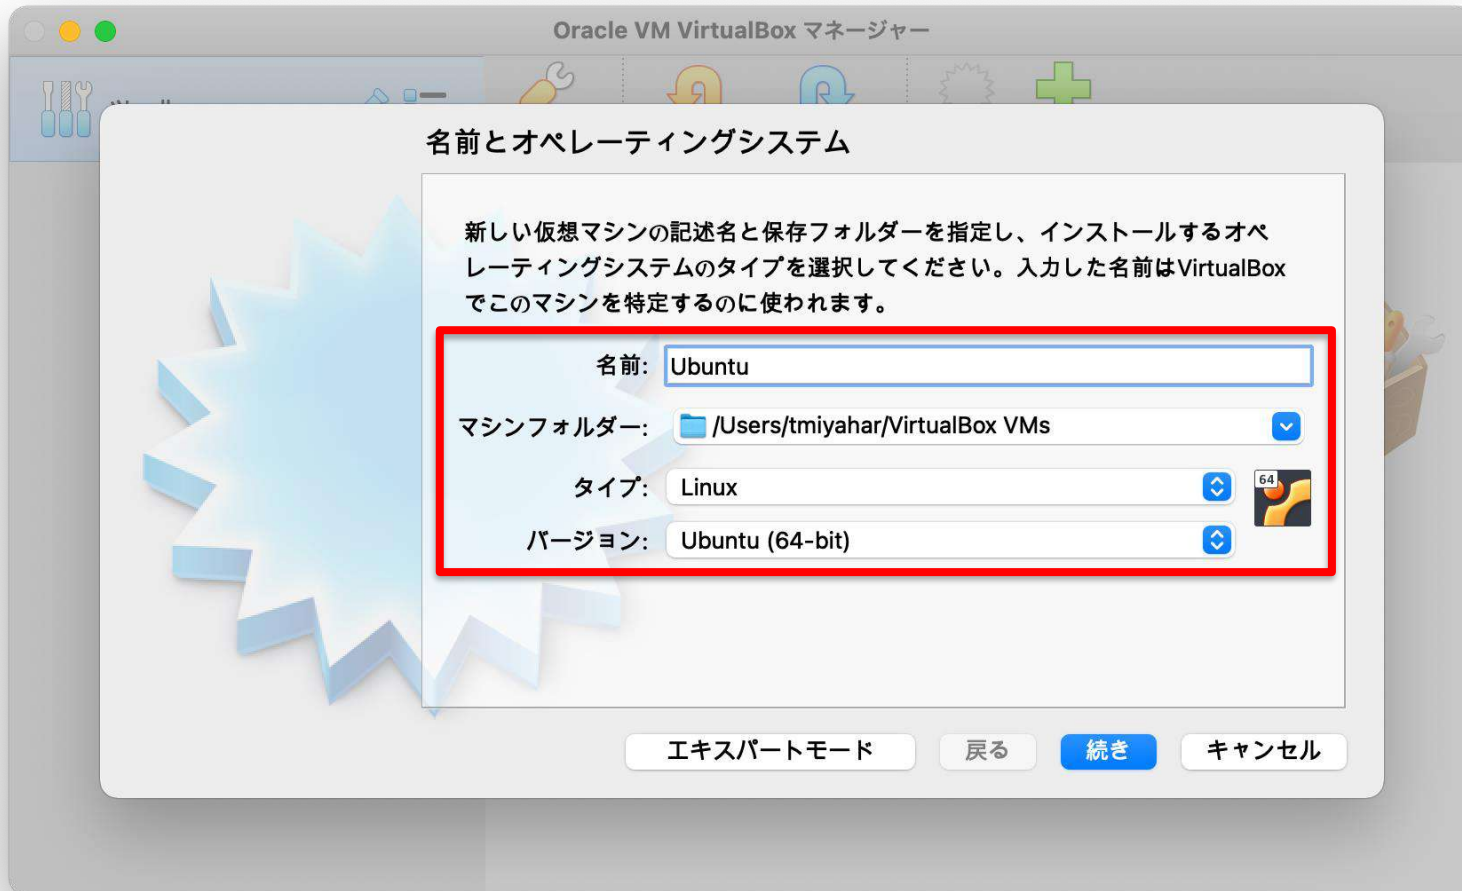 Oracle VM VirtualBox マネージャー
名前とオペレーティングシステム
新しい仮想マシンの記述名と保存フォルダーを指定し、インストールするオペ
レーティングシステムのタイプを選択してください。入力した名前はVirtualBox
でこのマシンを特定するのに使われます。
名前: Ubuntu
マシンフォルダー: /Users/tmiyahar/VirtualBox VMs
タイプ: Linux
64
バージョン: Ubuntu (64-bit)
エキスパートモード 戻る 続き キャンセル